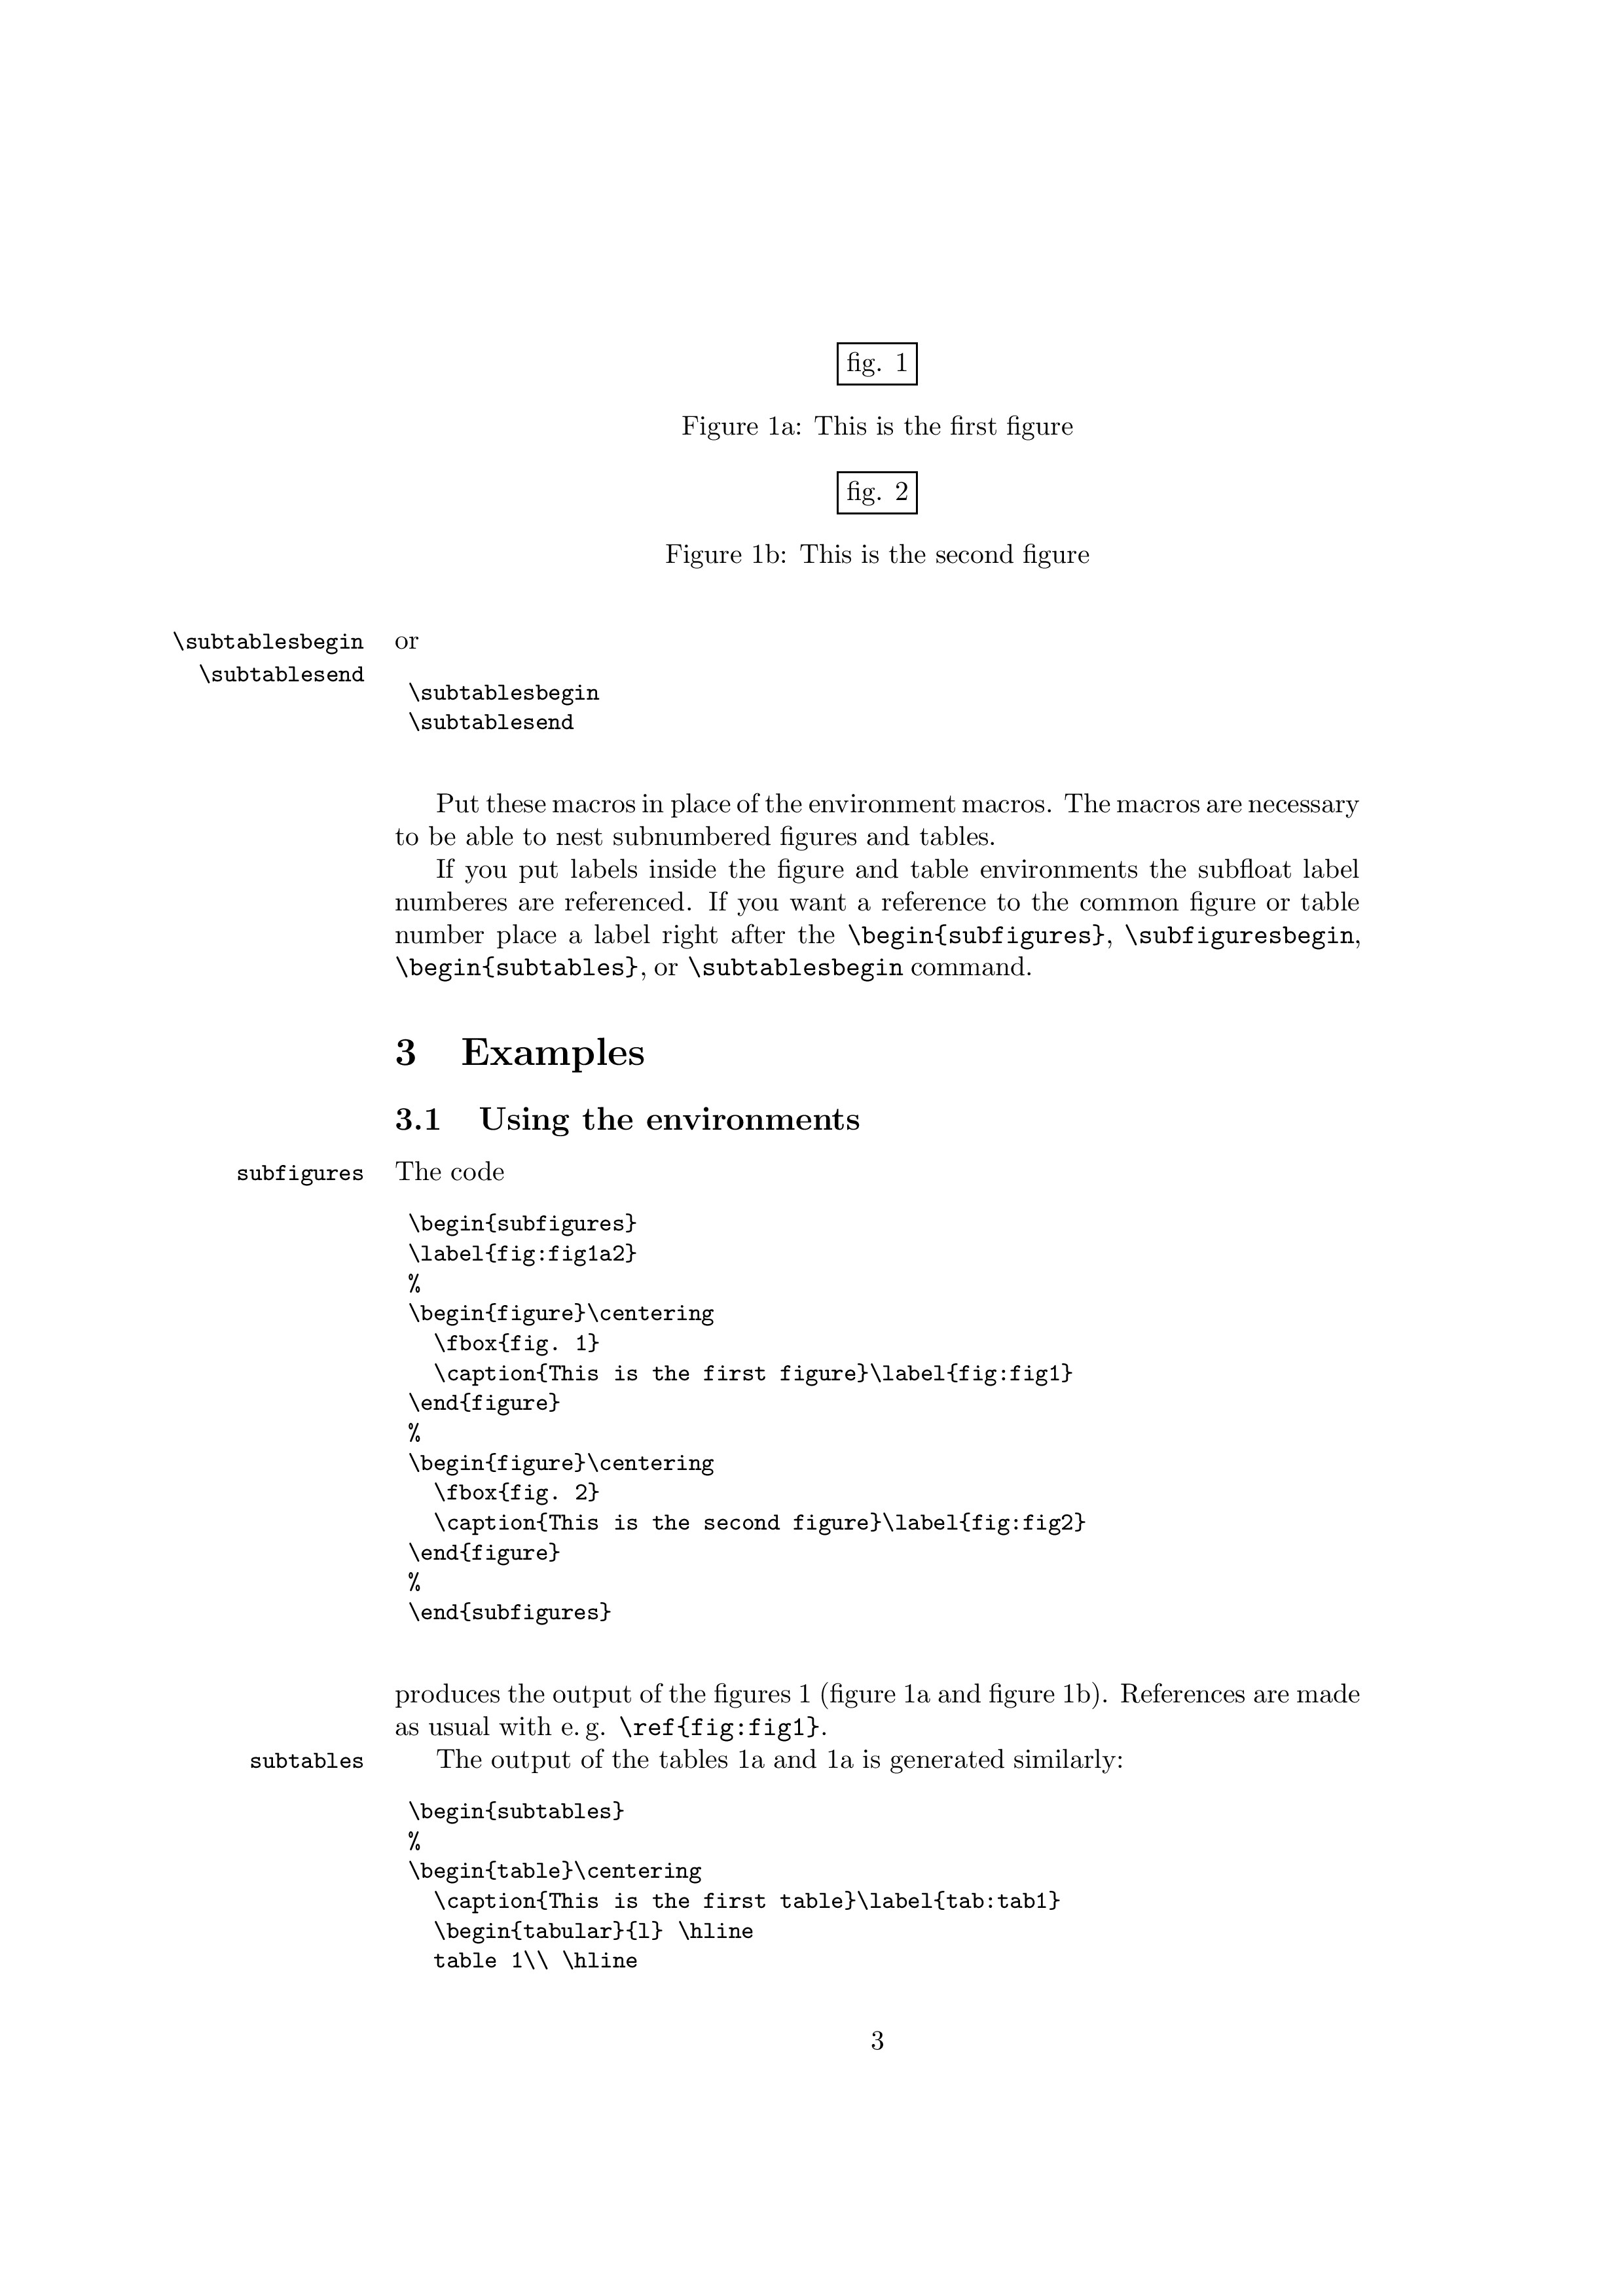 fig. 1
Figure 1a: This is the first figure
fig. 2
Figure 1b: This is the second figure
\subtablesbegin or
\subtablesend
\subtablesbegin
\subtablesend
Put these macros in place of the environment macros. The macros are necessary
to be able to nest subnumbered figures and tables.
If you put labels inside the figure and table environments the subfloat label
numberes are referenced. If you want a reference to the common figure or table
number place a label right after the \begin{subfigures}, \subfiguresbegin,
\begin{subtables}, or \subtablesbegin command.
3 Examples
3.1 Using the environments
subfigures The code
\begin{subfigures}
\label{fig:fig1a2}
%
\begin{figure}\centering
  \fbox{fig. 1}
  \caption{This is the first figure}\label{fig:fig1}
\end{figure}
%
\begin{figure}\centering
  \fbox{fig. 2}
  \caption{This is the second figure}\label{fig:fig2}
\end{figure}
%
\end{subfigures}
produces the output of the figures 1 (figure 1a and figure 1b). References are made
as usual with e. g. \ref{fig:fig1}.
subtables The output of the tables 1a and 1a is generated similarly:
\begin{subtables}
%
\begin{table}\centering
  \caption{This is the first table}\label{tab:tab1}
  \begin{tabular}{l} \hline
  table 1\\ \hline
3